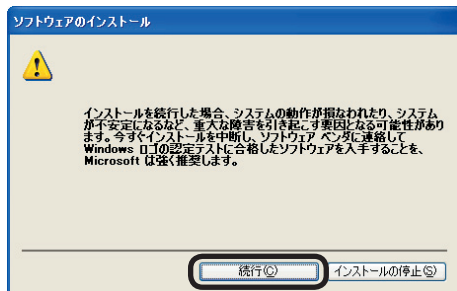 ソフトウェアのインストール
インストールを続行した場合、システムの動作が損なわれたり、システム
が不安定になるなど、重大な障害を引き起こす要因となる可能性があり
ます。今すぐインストールを中断し、ソフトウェア ベンダに連絡して
Windows ロゴの認定テストに合格したソフトウェアを入手することを、
Microsoft は強く推奨します。
続行(C) インストールの停止(S)